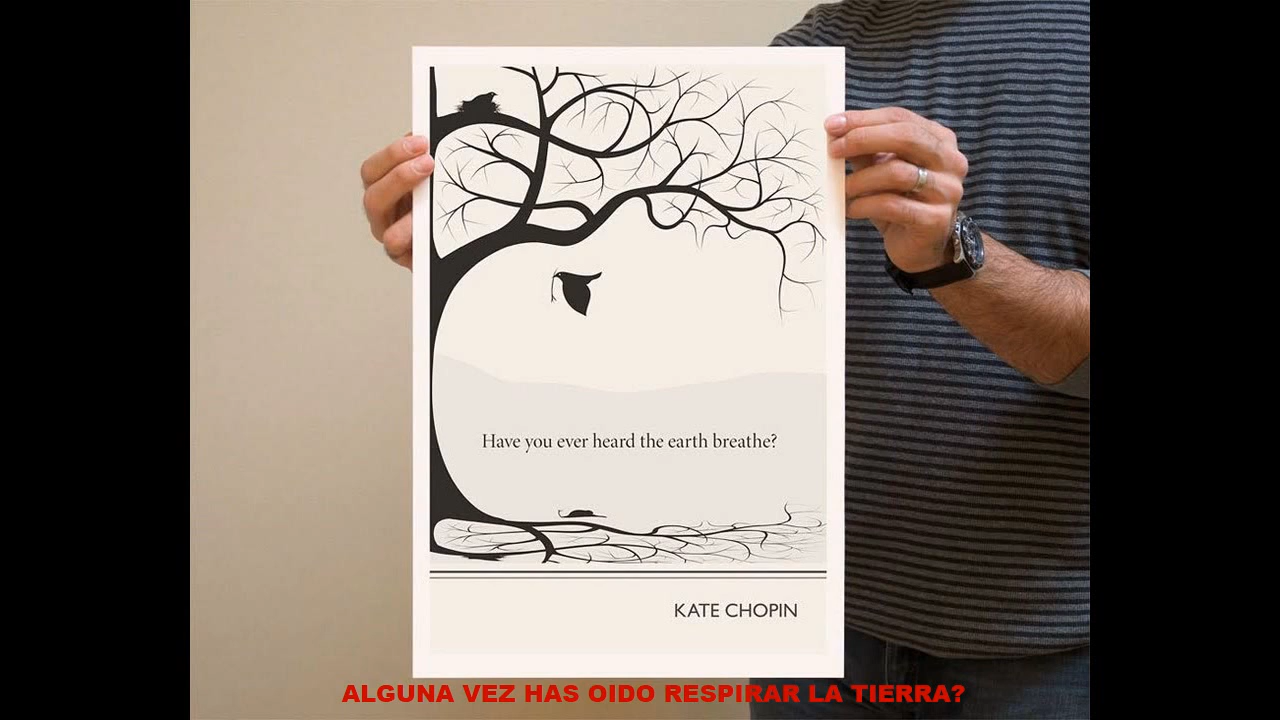 Have you ever heard the earth breathe?
KATE CHOPIN
ALGUNA VEZ HAS OIDO RESPIRAR LA TIERRA?